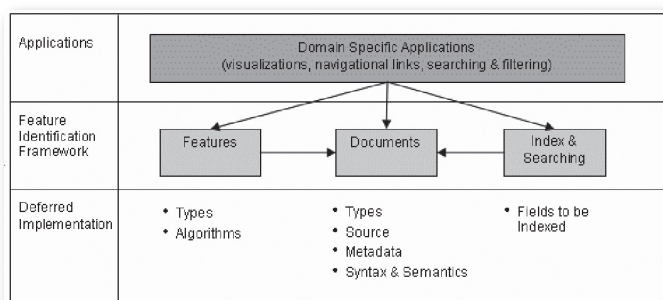 Applications
Domain Specific Applications
(visualizations, navigational links, searching & filtering)
Feature
Identification
Framework
Features
Documents
Index &
Searching
Deferred
Implementation
• Types
• Algorithms
• Types
• Source
• Metadata
• Syntax & Semantics
• Fields to be
Indexed